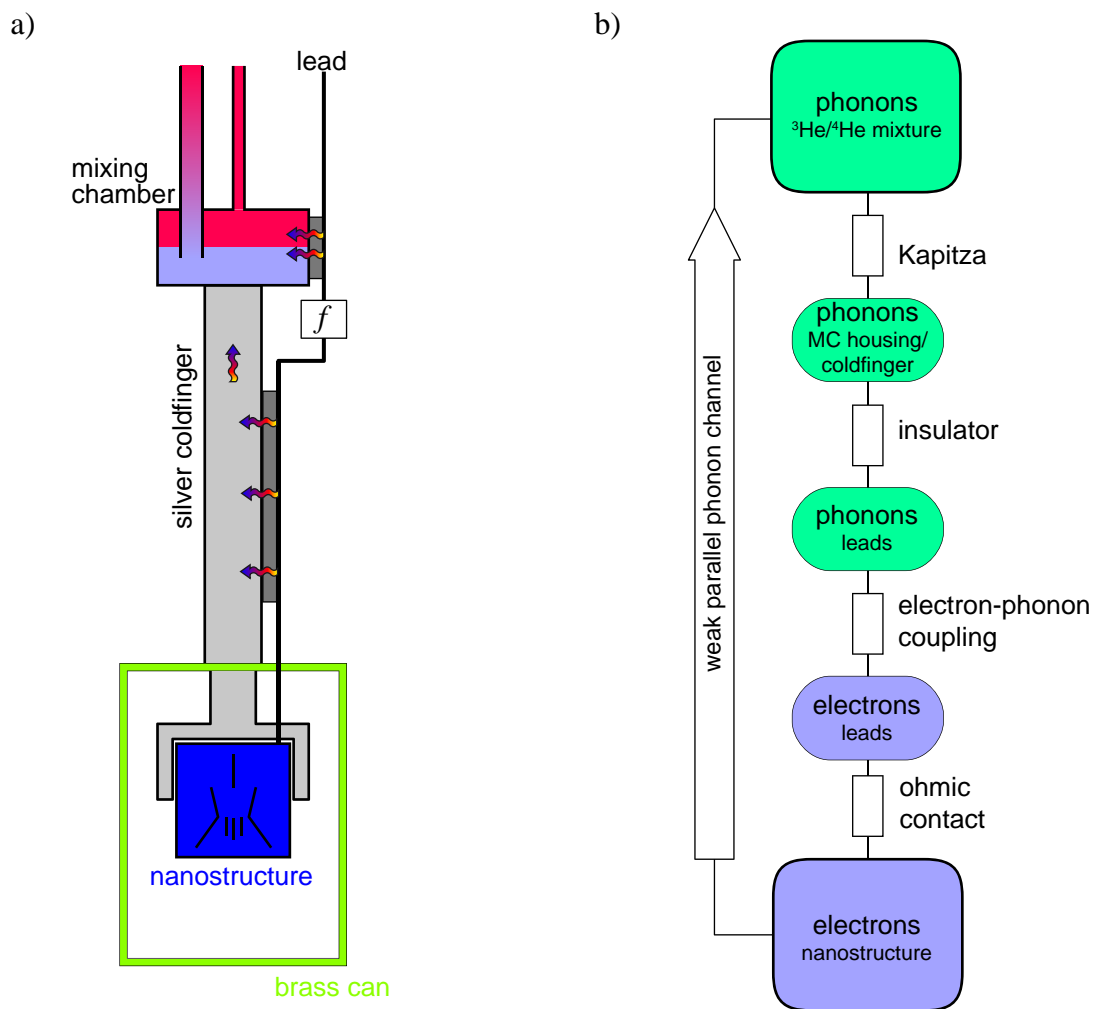 a)
lead
mixing
chamber
f
silver coldfinger
nanostructure
brass can
b)
phonons
³He/⁴He mixture
Kapitza
phonons
MC housing/
coldfinger
insulator
phonons
leads
electron-phonon
coupling
electrons
leads
ohmic
contact
electrons
nanostructure
weak parallel phonon channel